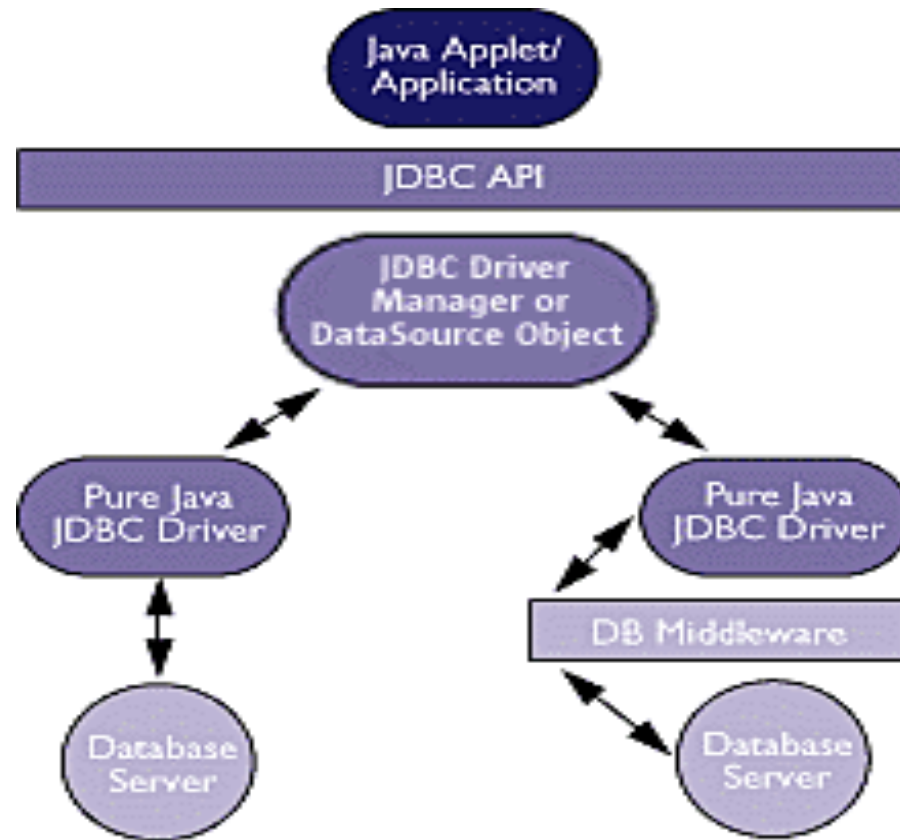 Java Applet/
Application
JDBC API
JDBC Driver
Manager or
DataSource Object
Pure Java
JDBC Driver
Pure Java
JDBC Driver
DB Middleware
Database
Server
Database
Server